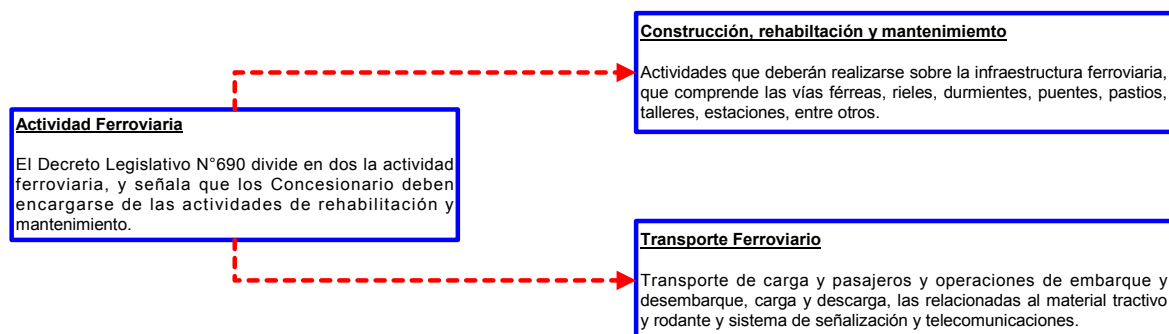 Construcción, rehabiltación y mantenimiemto
Actividades que deberán realizarse sobre la infraestructura ferroviaria,
que comprende las vías férreas, rieles, durmientes, puentes, pastios,
talleres, estaciones, entre otros.
Actividad Ferroviaria
El Decreto Legislativo N°690 divide en dos la actividad
ferroviaria, y señala que los Concesionario deben
encargarse de las actividades de rehabilitación y
mantenimiento.
Transporte Ferroviario
Transporte de carga y pasajeros y operaciones de embarque y
desembarque, carga y descarga, las relacionadas al material tractivo
y rodante y sistema de señalización y telecomunicaciones.